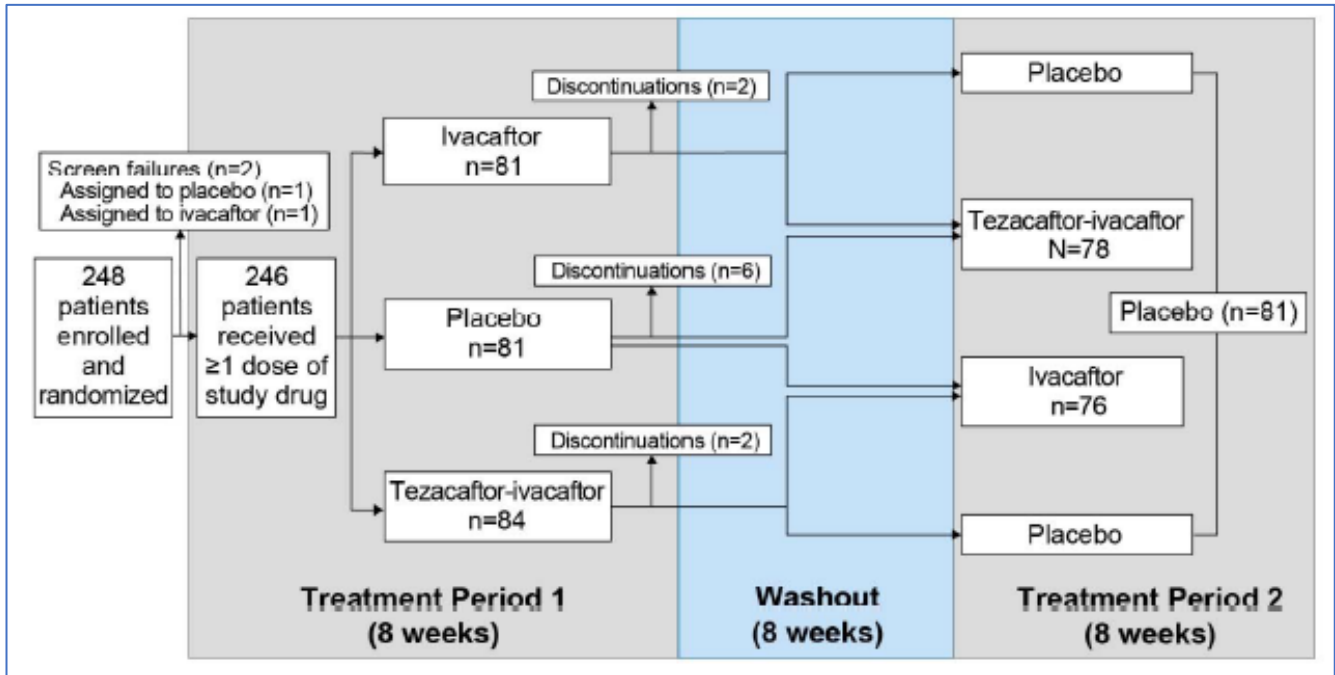 248
patients
enrolled
and
randomized
Screen failures (n=2)
Assigned to placebo (n=1)
Assigned to ivacaftor (n=1)
246
patients
received
≥1 dose of
study drug
Ivacaftor
n=81
Discontinuations (n=2)
Placebo
n=81
Discontinuations (n=6)
Tezacaftor-ivacaftor
n=84
Discontinuations (n=2)
Placebo
Tezacaftor-ivacaftor
N=78
Placebo (n=81)
Ivacaftor
n=76
Placebo
Treatment Period 1
(8 weeks)
Washout
(8 weeks)
Treatment Period 2
(8 weeks)